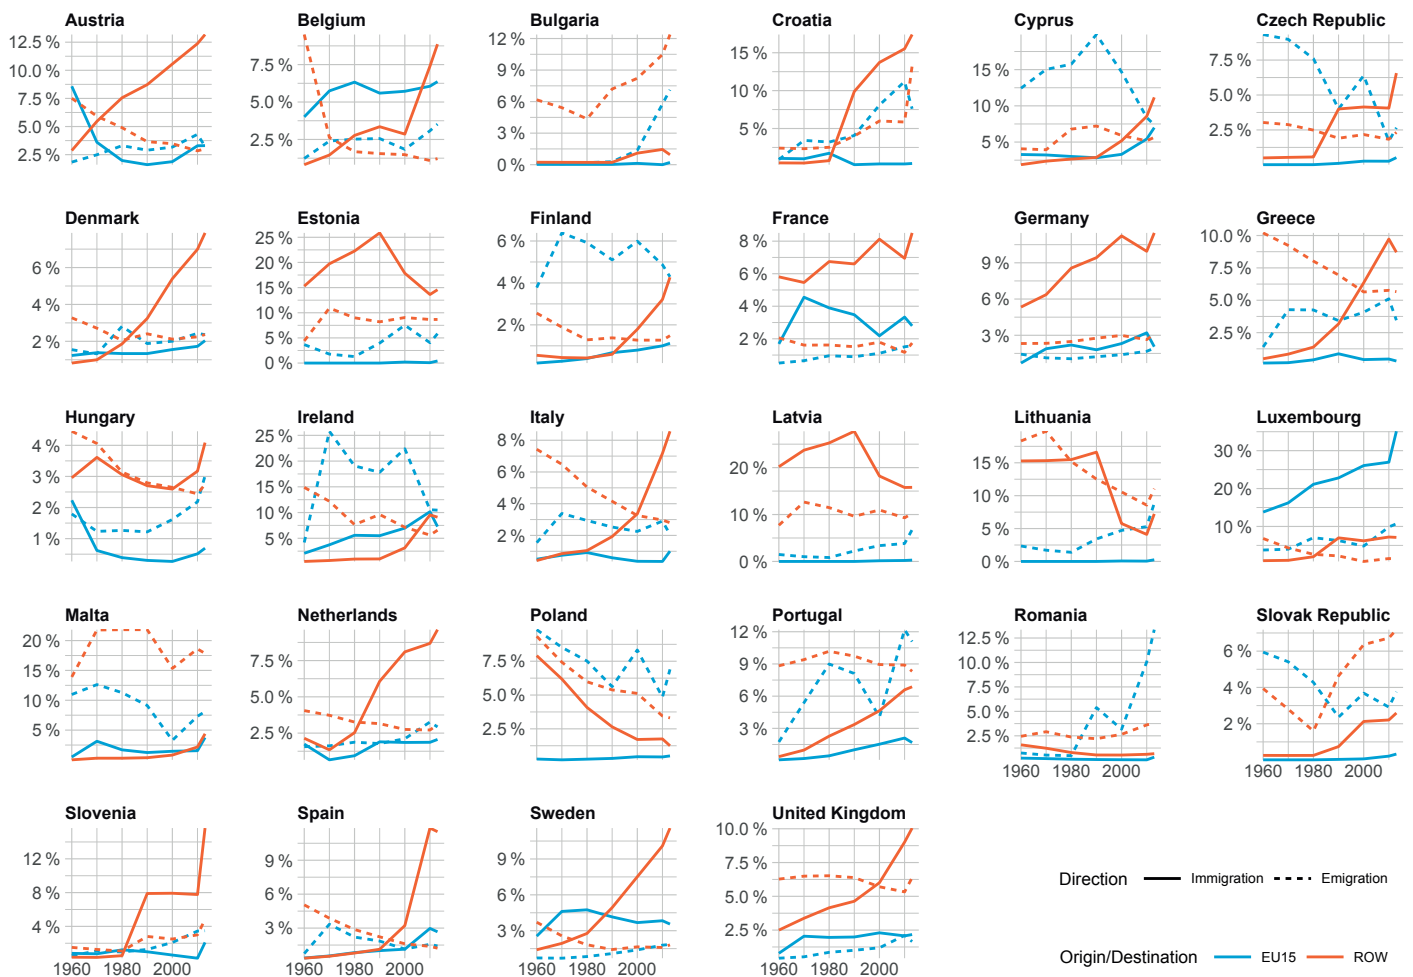 Austria
12.5 %
10.0 %
7.5 %
5.0 %
2.5 %
Belgium
7.5 %
5.0 %
2.5 %
Bulgaria
12 %
9 %
6 %
3 %
0 %
Croatia
15 %
10 %
5 %
Cyprus
15 %
10 %
5 %
Czech Republic
7.5 %
5.0 %
2.5 %
Denmark
6 %
4 %
2 %
Estonia
25 %
20 %
15 %
10 %
5 %
0 %
Finland
6 %
4 %
2 %
France
8 %
6 %
4 %
2 %
Germany
9 %
6 %
3 %
Greece
10.0 %
7.5 %
5.0 %
2.5 %
Hungary
4 %
3 %
2 %
1 %
Ireland
25 %
20 %
15 %
10 %
5 %
Italy
8 %
6 %
4 %
2 %
Latvia
20 %
10 %
0 %
Lithuania
15 %
10 %
5 %
0 %
Luxembourg
30 %
20 %
10 %
Malta
20 %
15 %
10 %
5 %
Netherlands
7.5 %
5.0 %
2.5 %
Poland
7.5 %
5.0 %
2.5 %
Portugal
12 %
9 %
6 %
3 %
Romania
12.5 %
10.0 %
7.5 %
5.0 %
2.5 %
1960 1980 2000
Slovak Republic
6 %
4 %
2 %
1960 1980 2000
Slovenia
12 %
8 %
4 %
1960 1980 2000
Spain
9 %
6 %
3 %
1960 1980 2000
Sweden
9 %
6 %
3 %
1960 1980 2000
United Kingdom
10.0 %
7.5 %
5.0 %
2.5 %
1960 1980 2000
Direction Immigration Emigration
Origin/Destination EU15 ROW